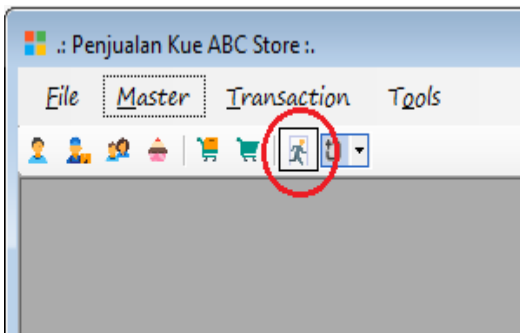 .: Penjualan Kue ABC Store :.
File Master Transaction Tools